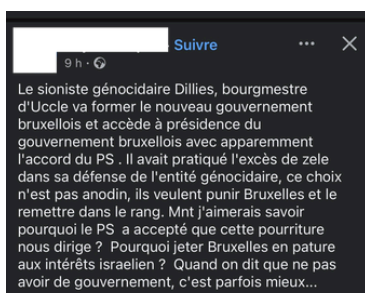 Suivre
9 h
Le sioniste génocidaire Dillies, bourgmestre
d'Uccle va former le nouveau gouvernement
bruxellois et accède à présidence du
gouvernement bruxellois avec apparemment
l'accord du PS . Il avait pratiqué l'excès de zele
dans sa défense de l'entité génocidaire, ce choix
n'est pas anodin, ils veulent punir Bruxelles et le
remettre dans le rang. Mnt j'aimerais savoir
pourquoi le PS a accepté que cette pourriture
nous dirige ? Pourquoi jeter Bruxelles en pature
aux intérêts israelien ? Quand on dit que ne pas
avoir de gouvernement, c'est parfois mieux...